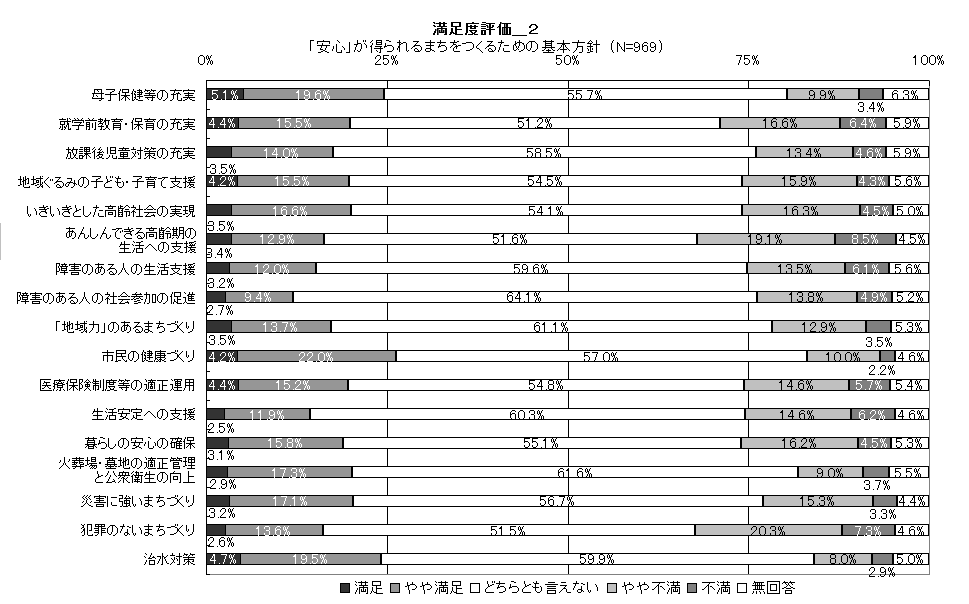 満足度評価__2
「安心」が得られるまちをつくるための基本方針 (N=969)
0% 25% 50% 75% 100%
母子保健等の充実 5.1% 19.6% 55.7% 9.9% 6.3%
3.4%
就学前教育・保育の充実 4.4% 15.5% 51.2% 16.6% 6.4% 5.9%
放課後児童対策の充実 14.0% 58.5% 13.4% 4.6% 5.9%
3.5%
地域ぐるみの子ども・子育て支援 4.2% 15.5% 54.5% 15.9% 4.3% 5.6%
いきいきとした高齢社会の実現 16.6% 54.1% 16.3% 4.5% 5.0%
3.5%
あんしんできる高齢期の
生活への支援 12.9% 51.6% 19.1% 8.5% 4.5%
3.4%
障害のある人の生活支援 12.0% 59.6% 13.5% 6.1% 5.6%
3.2%
障害のある人の社会参加の促進 9.4% 64.1% 13.8% 4.9% 5.2%
2.7%
「地域力」のあるまちづくり 13.7% 61.1% 12.9% 5.3%
3.5% 3.5%
市民の健康づくり 4.2% 22.0% 57.0% 10.0% 4.6%
2.2%
医療保険制度等の適正運用 4.4% 15.2% 54.8% 14.6% 5.7% 5.4%
生活安定への支援 11.9% 60.3% 14.6% 6.2% 4.6%
2.5%
暮らしの安心の確保 15.8% 55.1% 16.2% 4.5% 5.3%
3.1%
火葬場・墓地の適正管理
と公衆衛生の向上 17.3% 61.6% 9.0% 5.5%
2.9% 3.7%
災害に強いまちづくり 17.1% 56.7% 15.3% 4.4%
3.2% 3.3%
犯罪のないまちづくり 13.6% 51.5% 20.3% 7.3% 4.6%
2.6%
治水対策 4.7% 19.5% 59.9% 8.0% 5.0%
2.9%
満足 やや満足 どちらとも言えない やや不満 不満 無回答